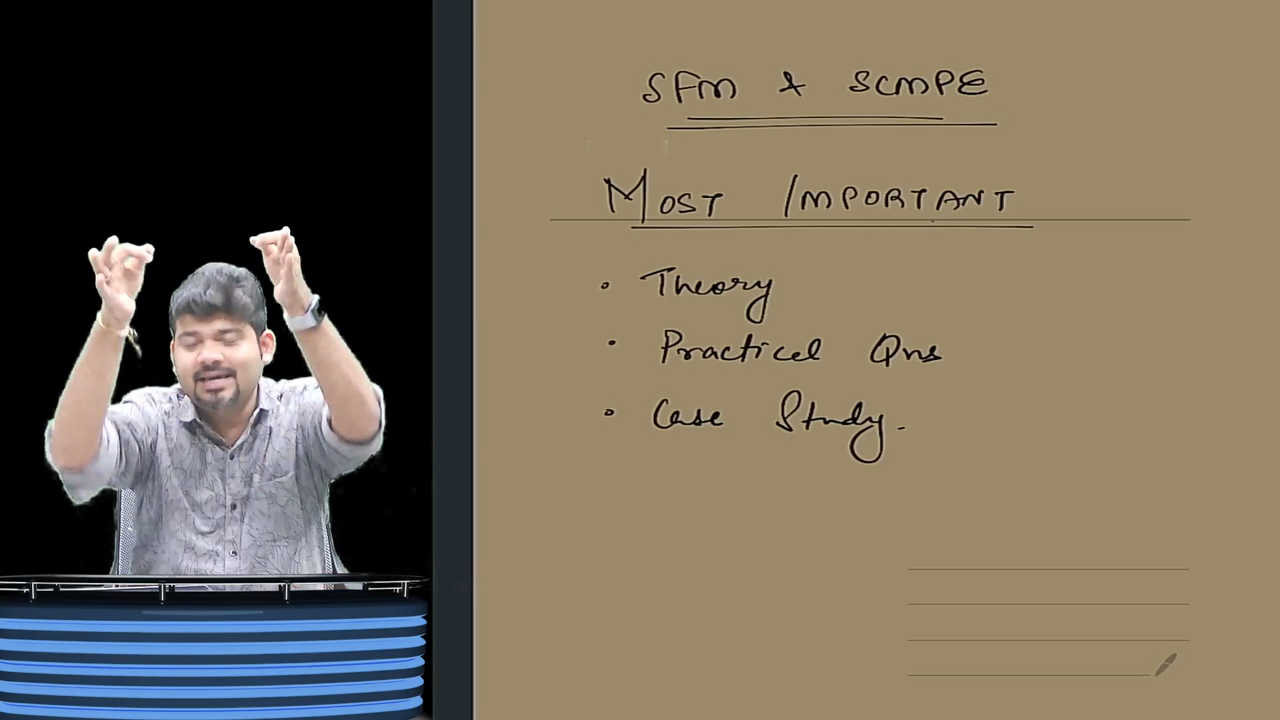 SFM & SCMPE
MOST IMPORTANT
• Theory
• Practical Qns
• Case Study.